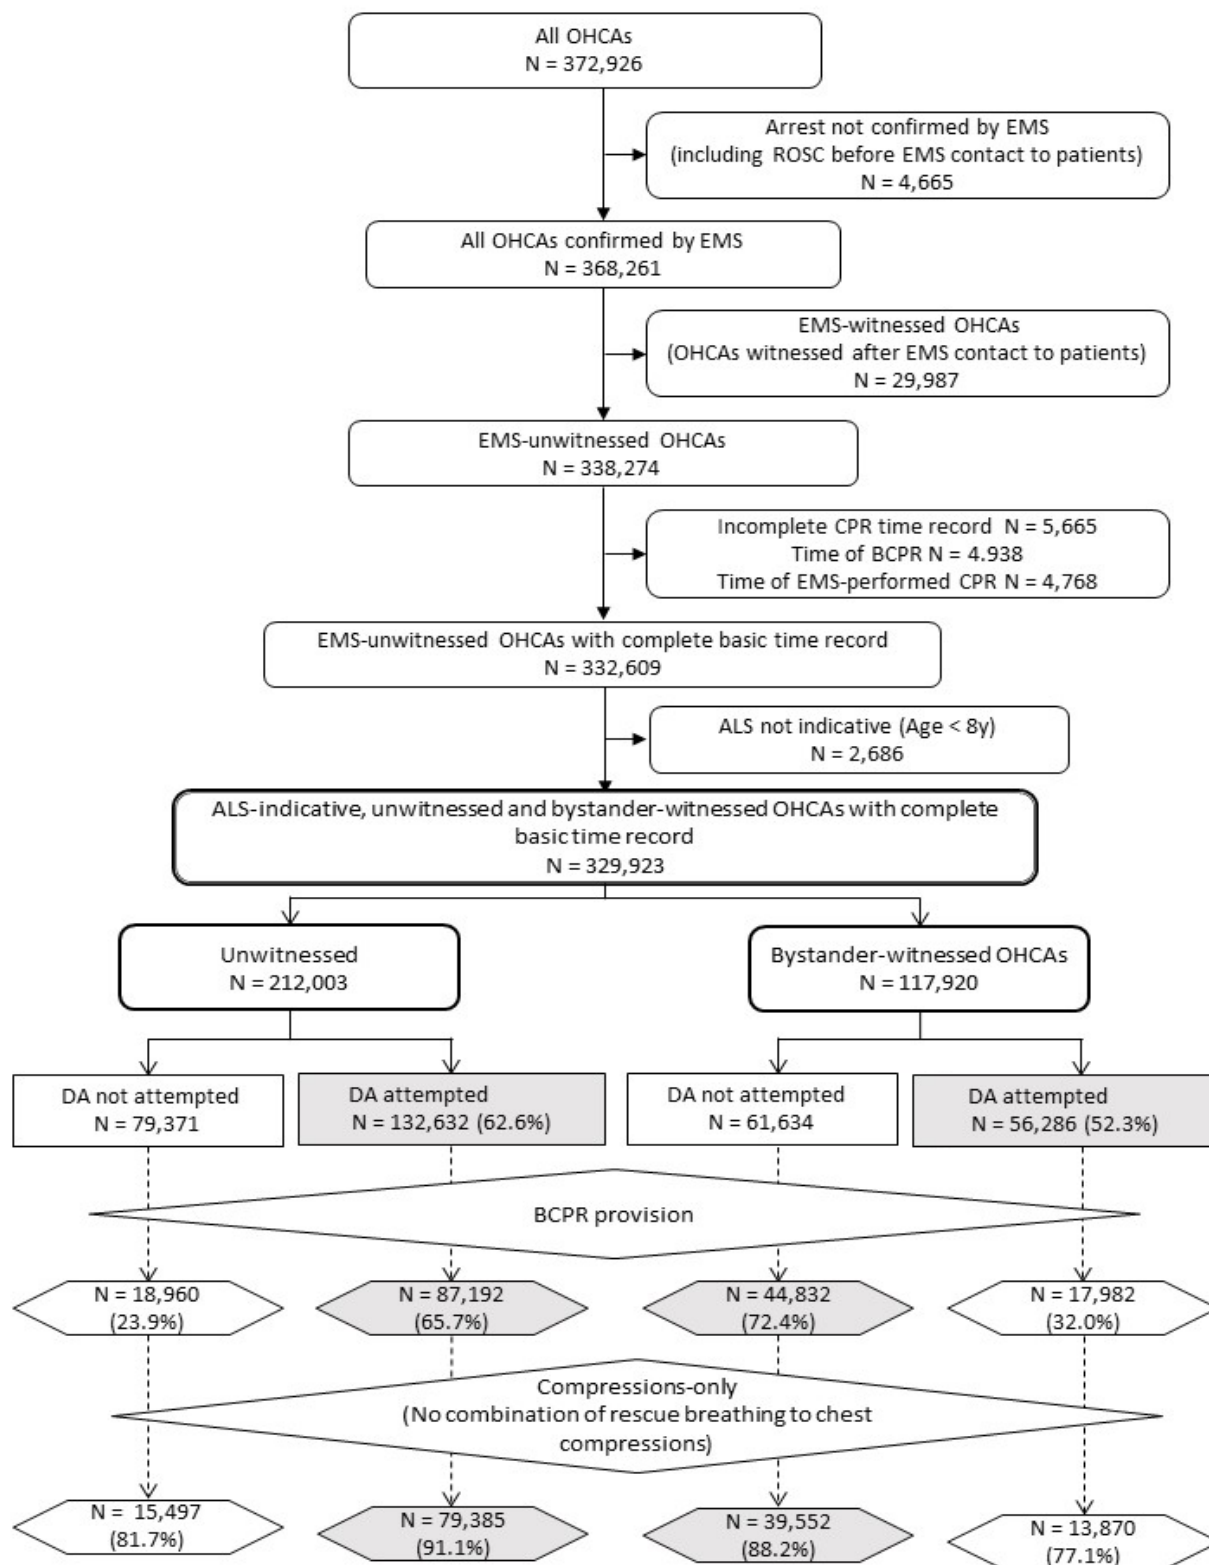 All OHCAs
N = 372,926
Arrest not confirmed by EMS
(including ROSC before EMS contact to patients)
N = 4,665
All OHCAs confirmed by EMS
N = 368,261
EMS-witnessed OHCAs
(OHCAs witnessed after EMS contact to patients)
N = 29,987
EMS-unwitnessed OHCAs
N = 338,274
Incomplete CPR time record N = 5,665
Time of BCPR N = 4.938
Time of EMS-performed CPR N = 4,768
EMS-unwitnessed OHCAs with complete basic time record
N = 332,609
ALS not indicative (Age < 8y)
N = 2,686
ALS-indicative, unwitnessed and bystander-witnessed OHCAs with complete
basic time record
N = 329,923
Unwitnessed
N = 212,003
Bystander-witnessed OHCAs
N = 117,920
DA not attempted
N = 79,371
DA attempted
N = 132,632 (62.6%)
DA not attempted
N = 61,634
DA attempted
N = 56,286 (52.3%)
BCPR provision
N = 18,960
(23.9%)
N = 87,192
(65.7%)
N = 44,832
(72.4%)
N = 17,982
(32.0%)
Compressions-only
(No combination of rescue breathing to chest
compressions)
N = 15,497
(81.7%)
N = 79,385
(91.1%)
N = 39,552
(88.2%)
N = 13,870
(77.1%)